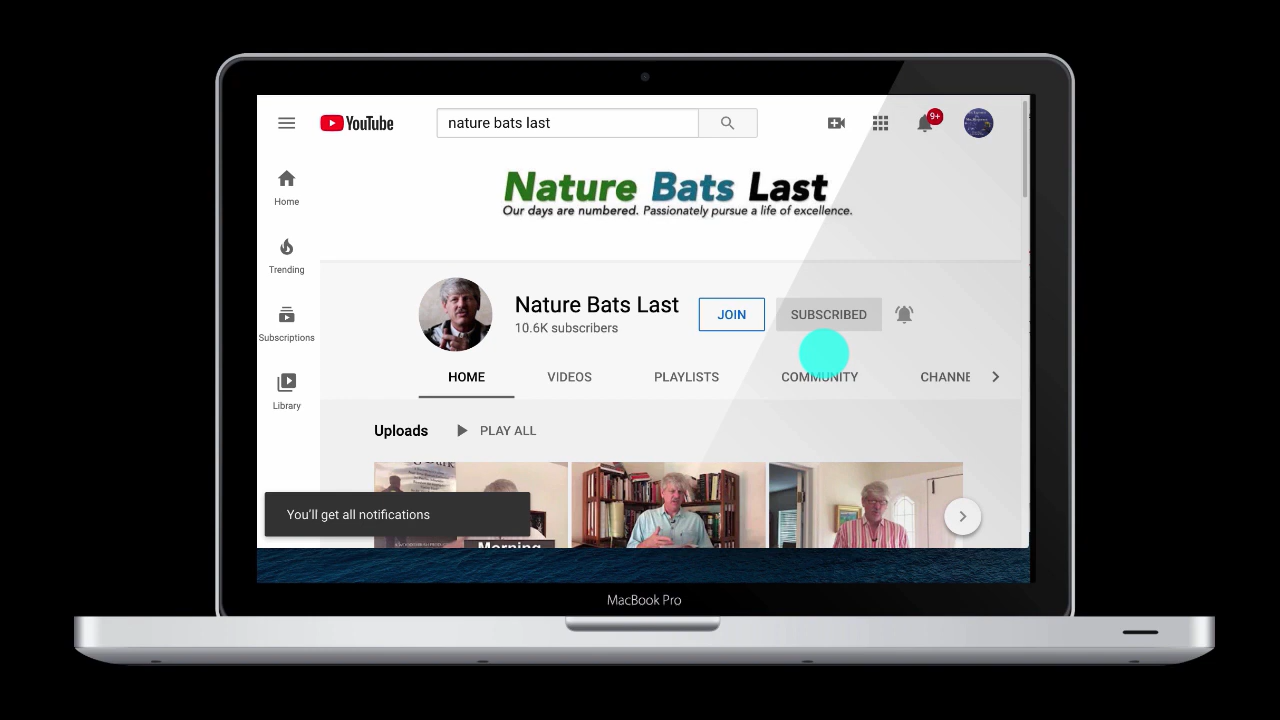 YouTube
nature bats last
9+
Nature Bats Last
Our days are numbered. Passionately pursue a life of excellence.
Home
Trending
Subscriptions
Library
Nature Bats Last
10.6K subscribers
JOIN
SUBSCRIBED
HOME
VIDEOS
PLAYLISTS
COMMUNITY
CHANNE
Uploads
PLAY ALL
You'll get all notifications
Morning
MacBook Pro